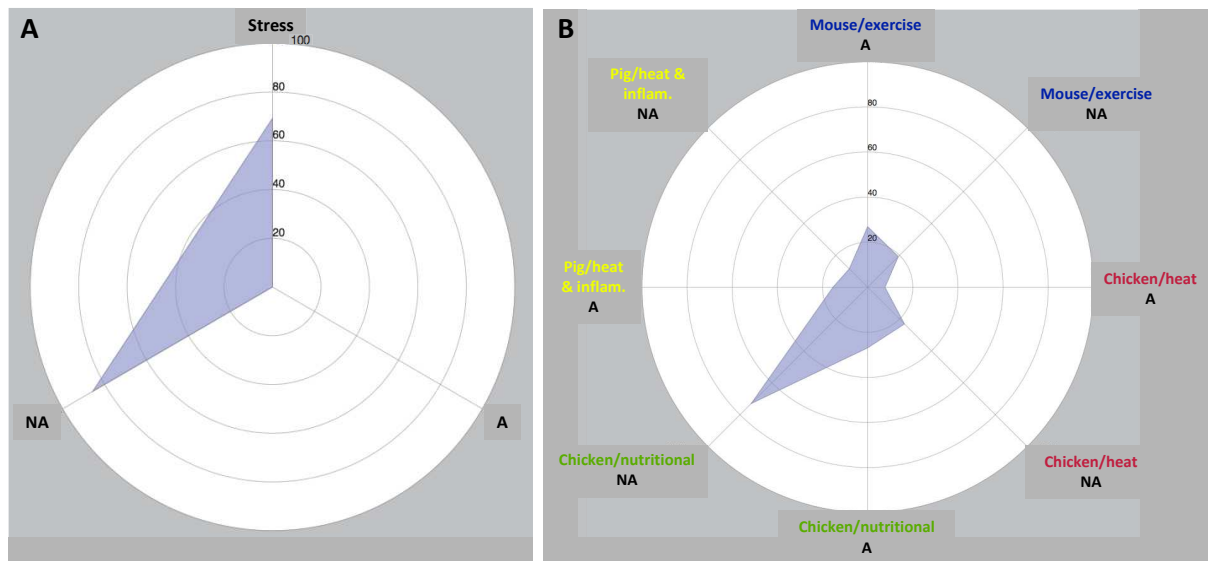 A
Stress
100
80
60
40
20
NA
A
B
Mouse/exercise
A
Pig/heat &
inflam.
NA
Mouse/exercise
NA
80
60
40
20
Pig/heat
& inflam.
A
Chicken/heat
A
Chicken/nutritional
NA
Chicken/heat
NA
Chicken/nutritional
A